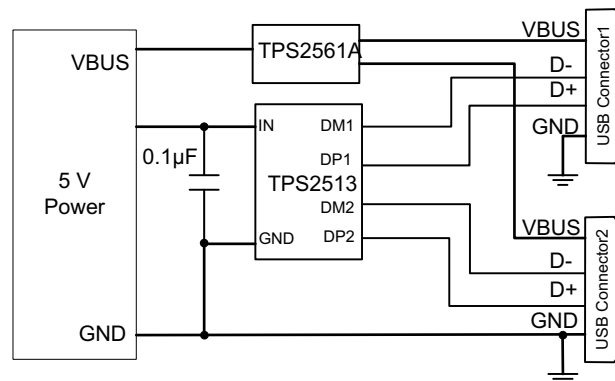 VBUS
5 V
Power
GND
TPS2561A
0.1µF
IN
DM1
DP1
TPS2513
DM2
GND
DP2
VBUS
D-
D+
GND
USB Connector1
VBUS
D-
D+
GND
USB Connector2